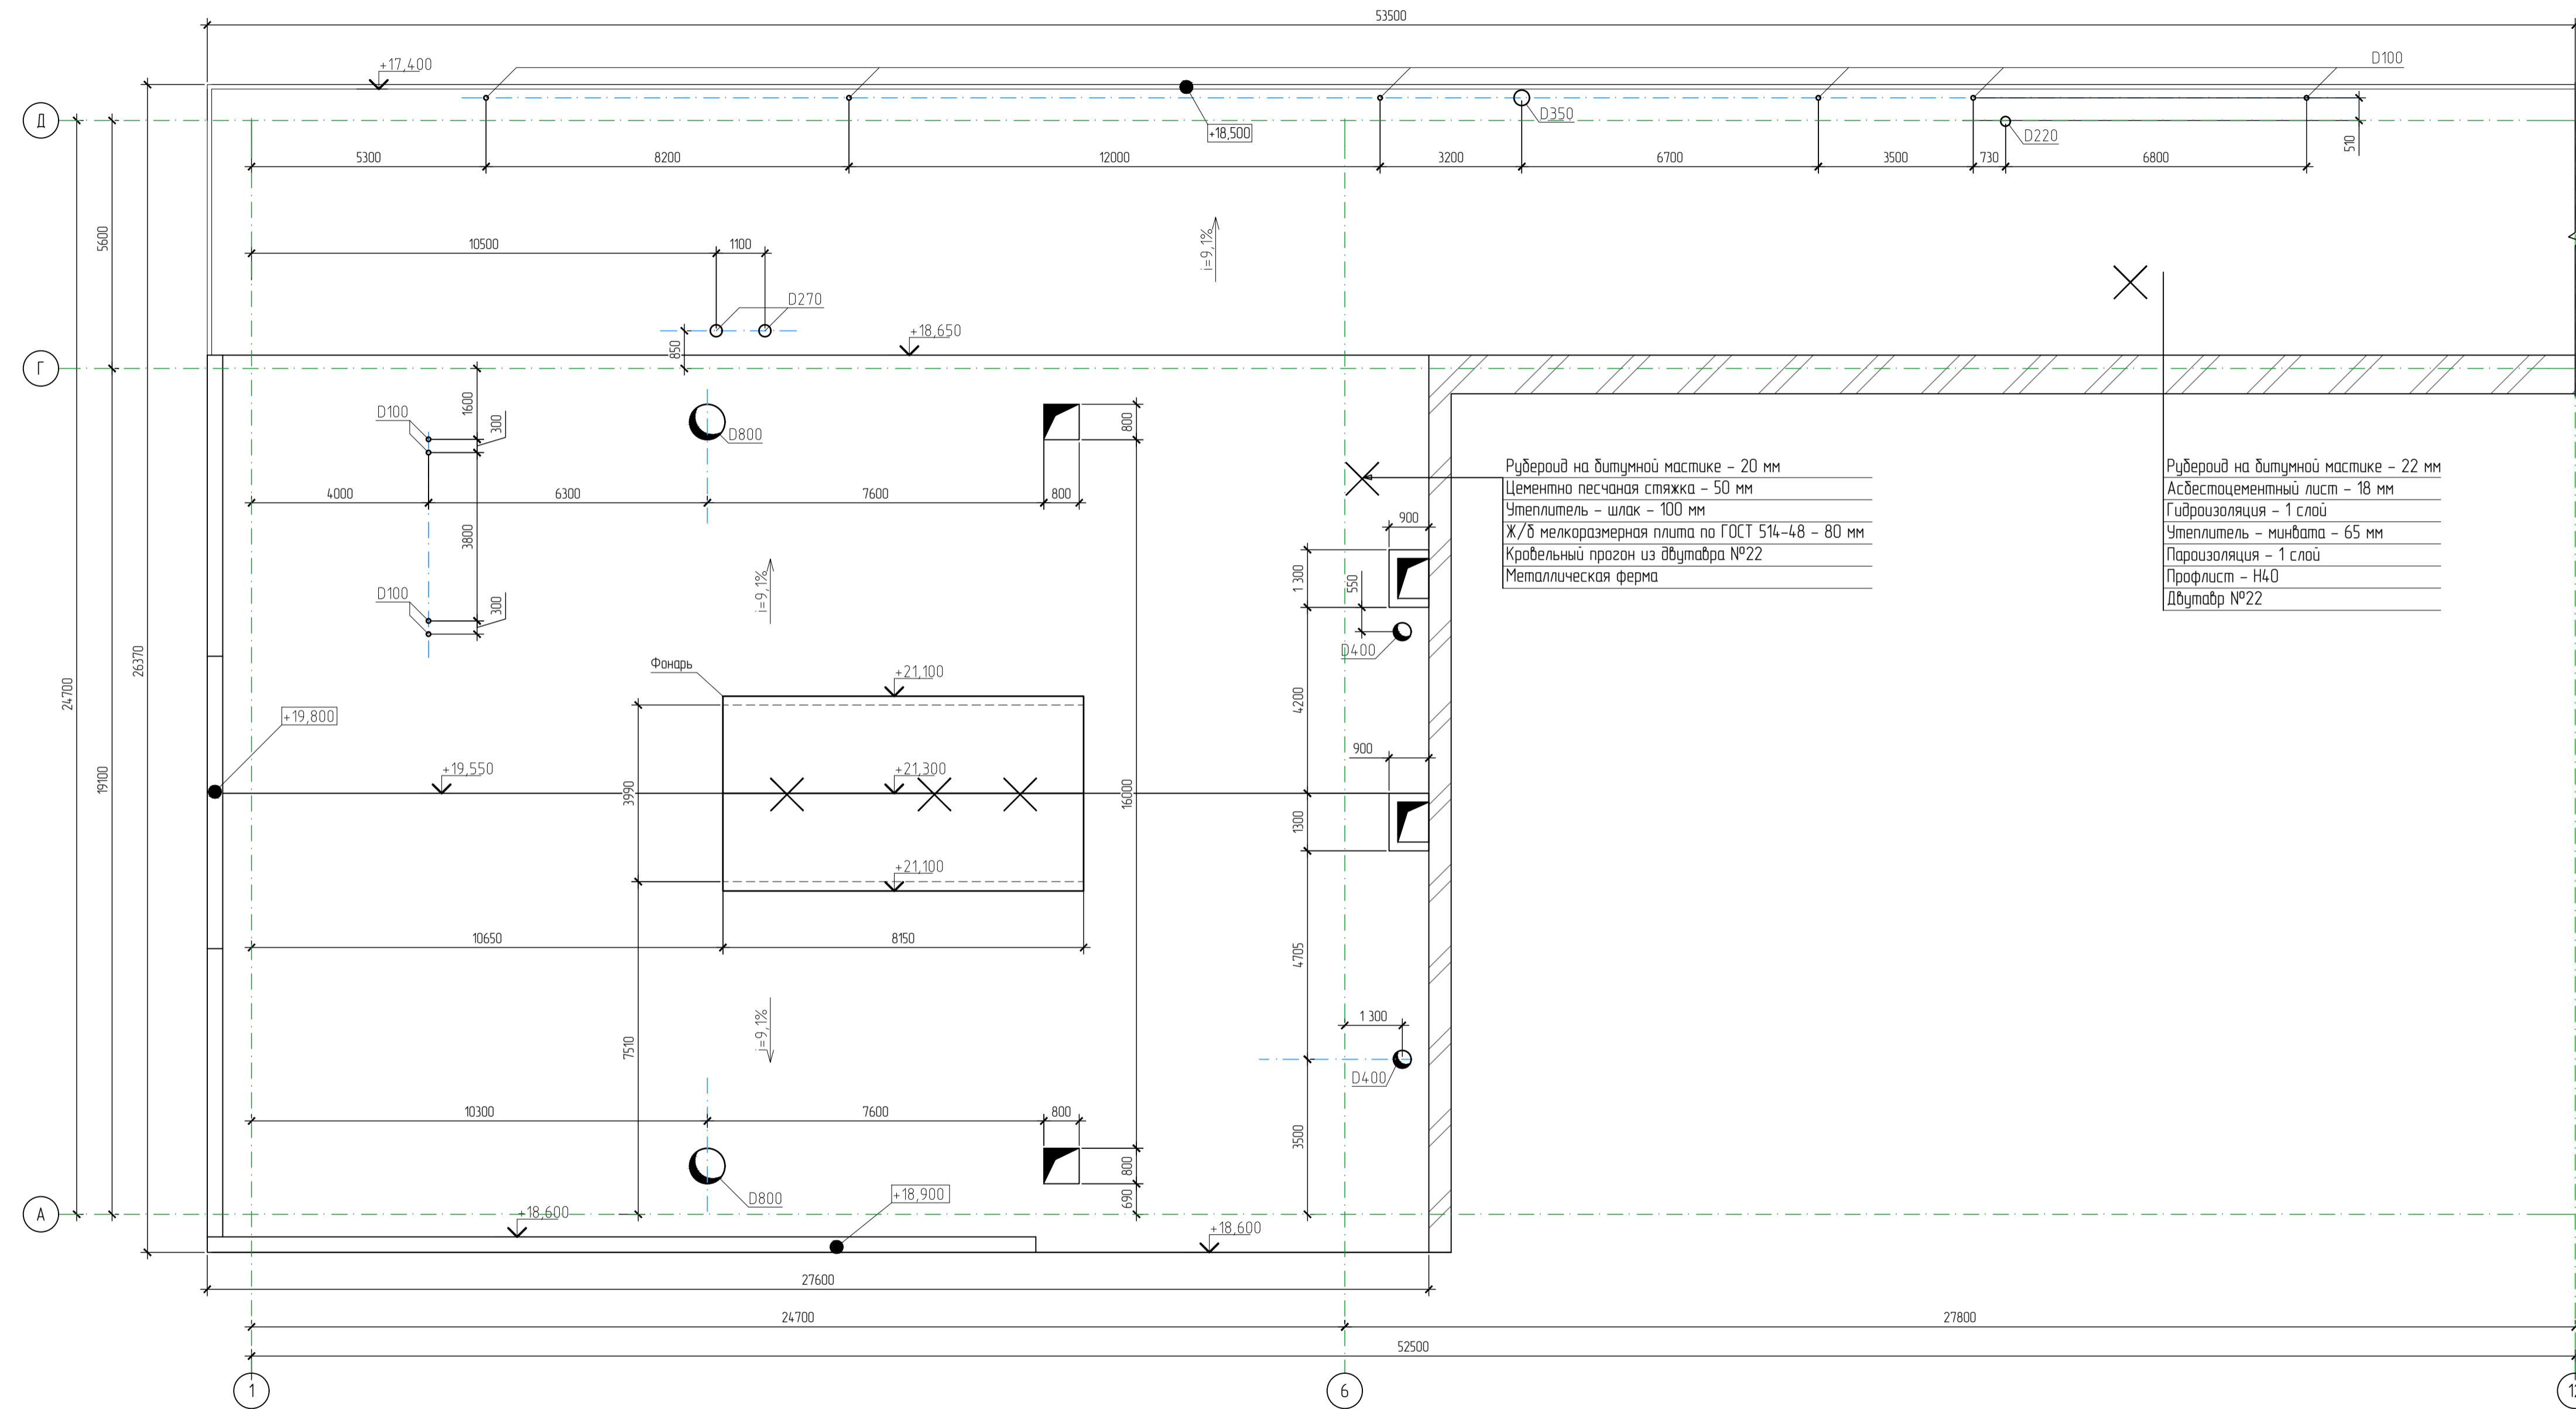 53500
+17,400
D100
Д
+18,500
D350
D220
5300
8200
12000
3200
6700
3500
730
6800
510
5600
10500
1100
i=9,1%
D270
850
+18,650
Г
D100
1600
300
D800
800
4000
6300
7600
800
3800
D100
300
i=9,1%
900
1 300
550
D400
Рубероид на битумной мастике – 20 мм
Цементно песчаная стяжка – 50 мм
Утеплитель – шлак – 100 мм
Ж/б мелкоразмерная плита по ГОСТ 514-48 – 80 мм
Кровельный прогон из двутавра №22
Металлическая ферма
Рубероид на битумной мастике – 22 мм
Асбестоцементный лист – 18 мм
Гидроизоляция – 1 слой
Утеплитель – минвата – 65 мм
Пароизоляция – 1 слой
Профлист – Н40
Двутавр №22
24700
26370
Фонарь
+21,100
4200
+19,800
900
+19,550
+21,300
19100
3990
16000
1300
+21,100
10650
8150
4705
i=9,1%
7510
1 300
D400
10300
7600
800
3500
800
690
D800
+18,900
А
+18,600
+18,600
27600
24700
27800
52500
1
6